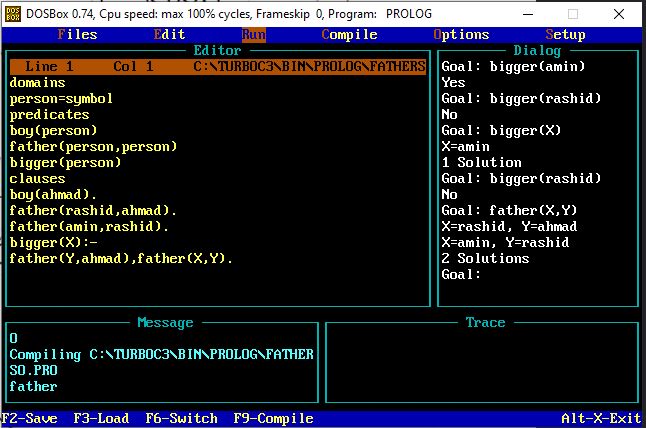 DOSBox 0.74, Cpu speed: max 100% cycles, Frameskip 0, Program: PROLOG
Files Edit Run Compile Options Setup
Editor
Line 1 Col 1 C:\TURBOC3\BIN\PROLOG\FATHERS
domains
person=symbol
predicates
boy(person)
father(person,person)
bigger(person)
clauses
boy(ahmad).
father(rashid,ahmad).
father(amin,rashid).
bigger(X):-
father(Y,ahmad),father(X,Y).
Dialog
Goal: bigger(amin)
Yes
Goal: bigger(rashid)
No
Goal: bigger(X)
X=amin
1 Solution
Goal: bigger(rashid)
No
Goal: father(X,Y)
X=rashid, Y=ahmad
X=amin, Y=rashid
2 Solutions
Goal:
Message
O
Compiling C:\TURBOC3\BIN\PROLOG\FATHER
SO.PRO
father
Trace
F2-Save F3-Load F6-Switch F9-Compile Alt-X-Exit